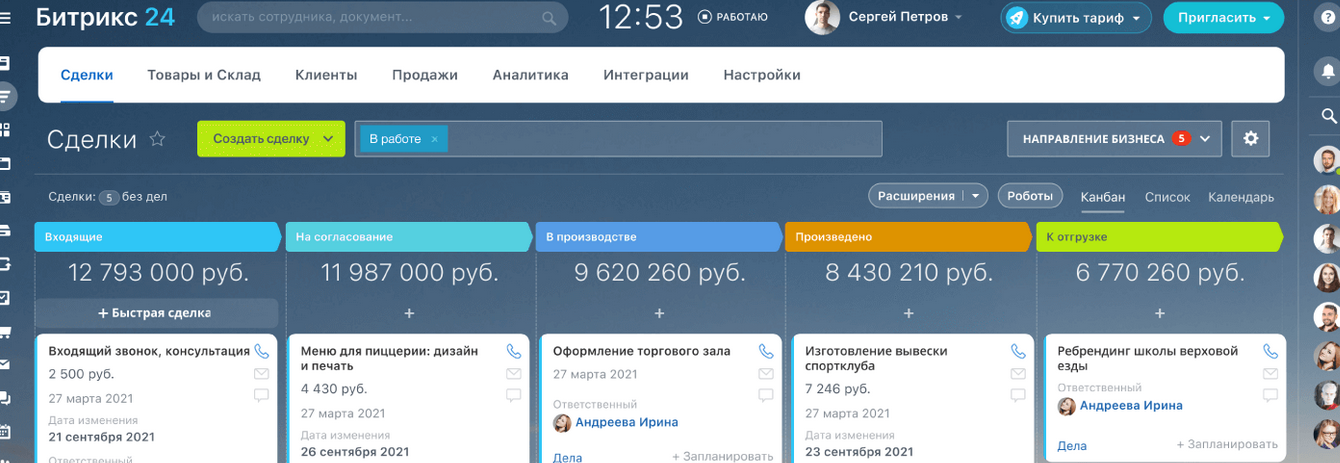 Битрикс 24
искать сотрудника, документ...
12:53
РАБОТАЮ
Сергей Петров
Купить тариф
Пригласить
?
Сделки
Товары и Склад
Клиенты
Продажи
Аналитика
Интеграции
Настройки
Сделки
Создать сделку
В работе ×
НАПРАВЛЕНИЕ БИЗНЕСА 5
Сделки: 5 без дел
Расширения
Роботы
Канбан
Список
Календарь
Входящие
На согласование
В производстве
Произведено
К отгрузке
12 793 000 руб.
11 987 000 руб.
9 620 260 руб.
8 430 210 руб.
6 770 260 руб.
+ Быстрая сделка
+
+
+
+
Входящий звонок, консультация
2 500 руб.
27 марта 2021
Дата изменения
21 сентября 2021
Ответственный
Меню для пиццерии: дизайн
и печать
4 430 руб.
27 марта 2021
Дата изменения
26 сентября 2021
Оформление торгового зала
27 марта 2021
Ответственный
Андреева Ирина
Дела
+ Запланировать
Изготовление вывески
спортклуба
7 246 руб.
27 марта 2021
Дата изменения
23 сентября 2021
Ребрендинг школы верховой
езды
Ответственный
Андреева Ирина
Дела
+ Запланировать